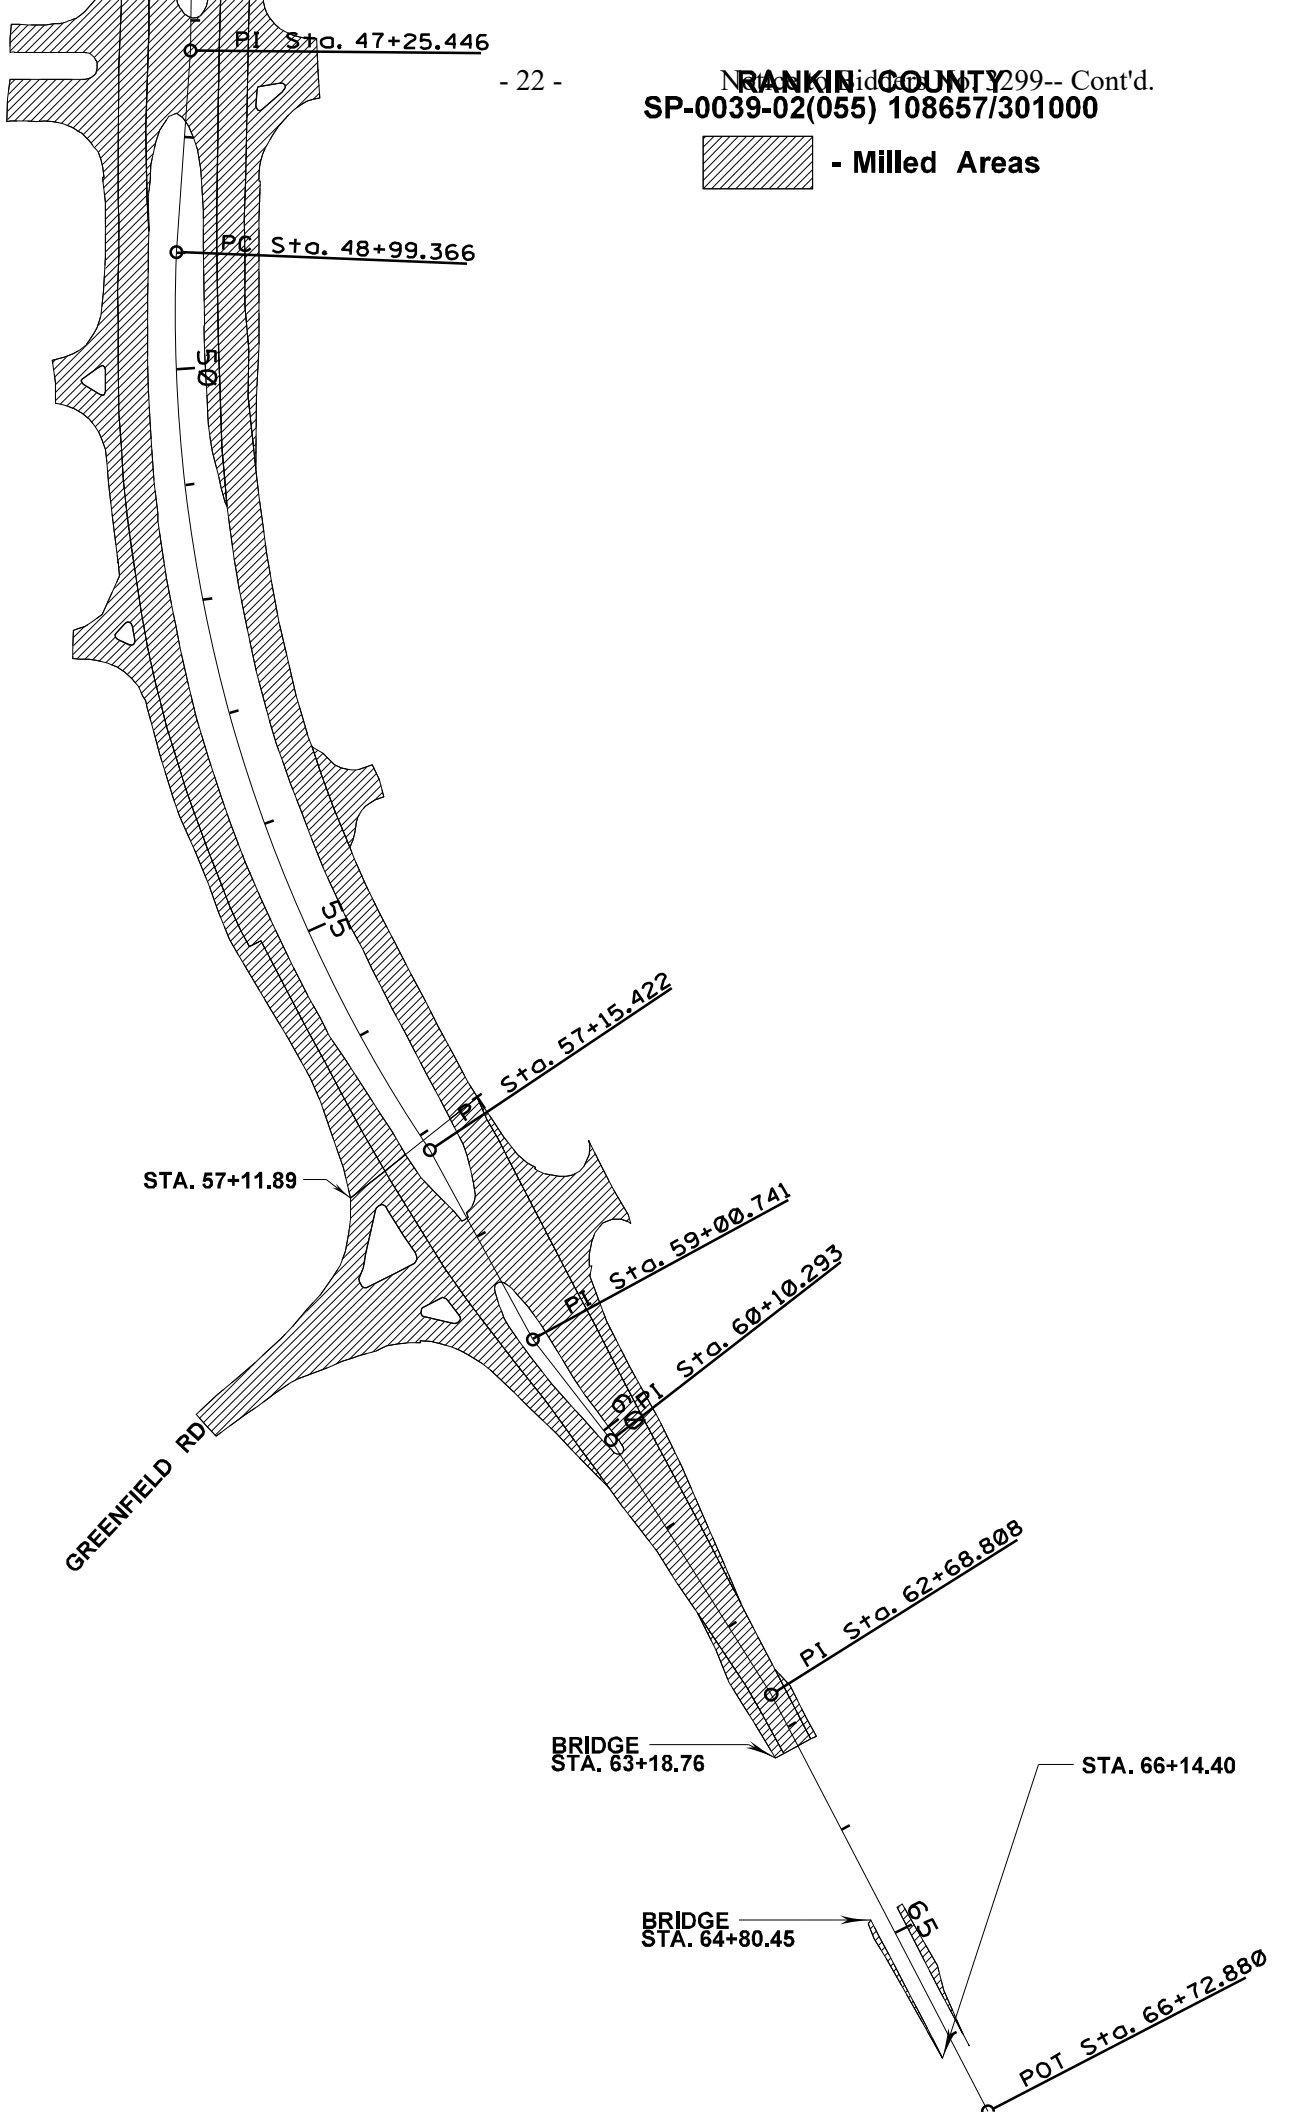 PI Sta. 47+25.446
- 22 -
Notice to Bidders No. 3299-- Cont'd.
RANKIN COUNTY
SP-0039-02(055) 108657/301000
- Milled Areas
PC Sta. 48+99.366
50
55
PT Sta. 57+15.422
STA. 57+11.89
PI Sta. 59+00.741
PI Sta. 60+10.293
60
GREENFIELD RD
PI Sta. 62+68.808
BRIDGE
STA. 63+18.76
STA. 66+14.40
BRIDGE
STA. 64+80.45
65
POT Sta. 66+72.880